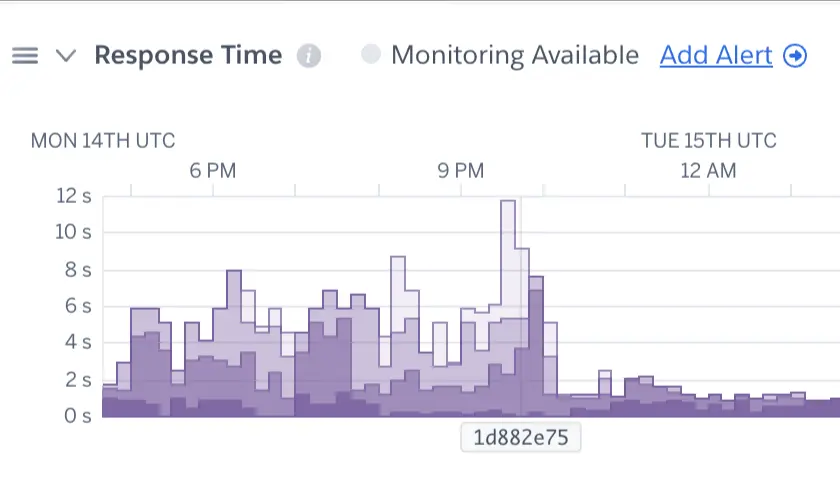 Response Time i Monitoring Available Add Alert
MON 14TH UTC TUE 15TH UTC
6 PM 9 PM 12 AM
12 s
10 s
8 s
6 s
4 s
2 s
0 s
1d882e75